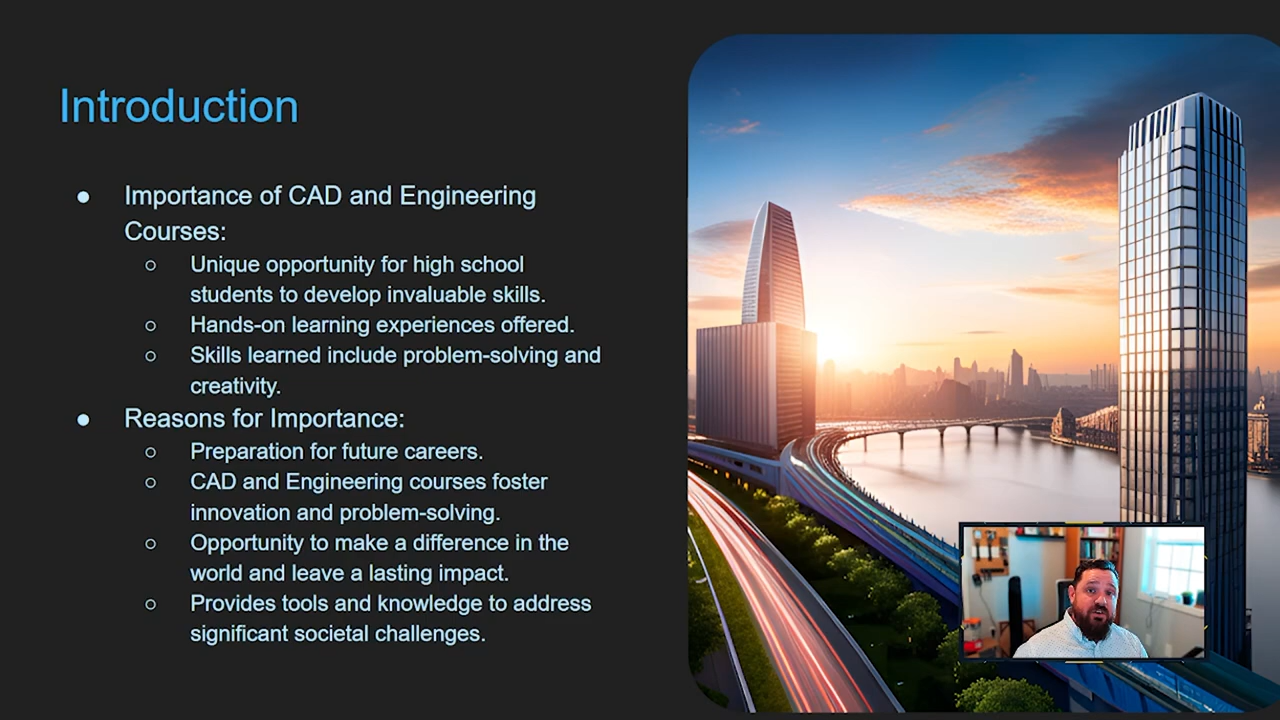 Introduction
● Importance of CAD and Engineering
Courses:
○ Unique opportunity for high school
students to develop invaluable skills.
○ Hands-on learning experiences offered.
○ Skills learned include problem-solving and
creativity.
● Reasons for Importance:
○ Preparation for future careers.
○ CAD and Engineering courses foster
innovation and problem-solving.
○ Opportunity to make a difference in the
world and leave a lasting impact.
○ Provides tools and knowledge to address
significant societal challenges.